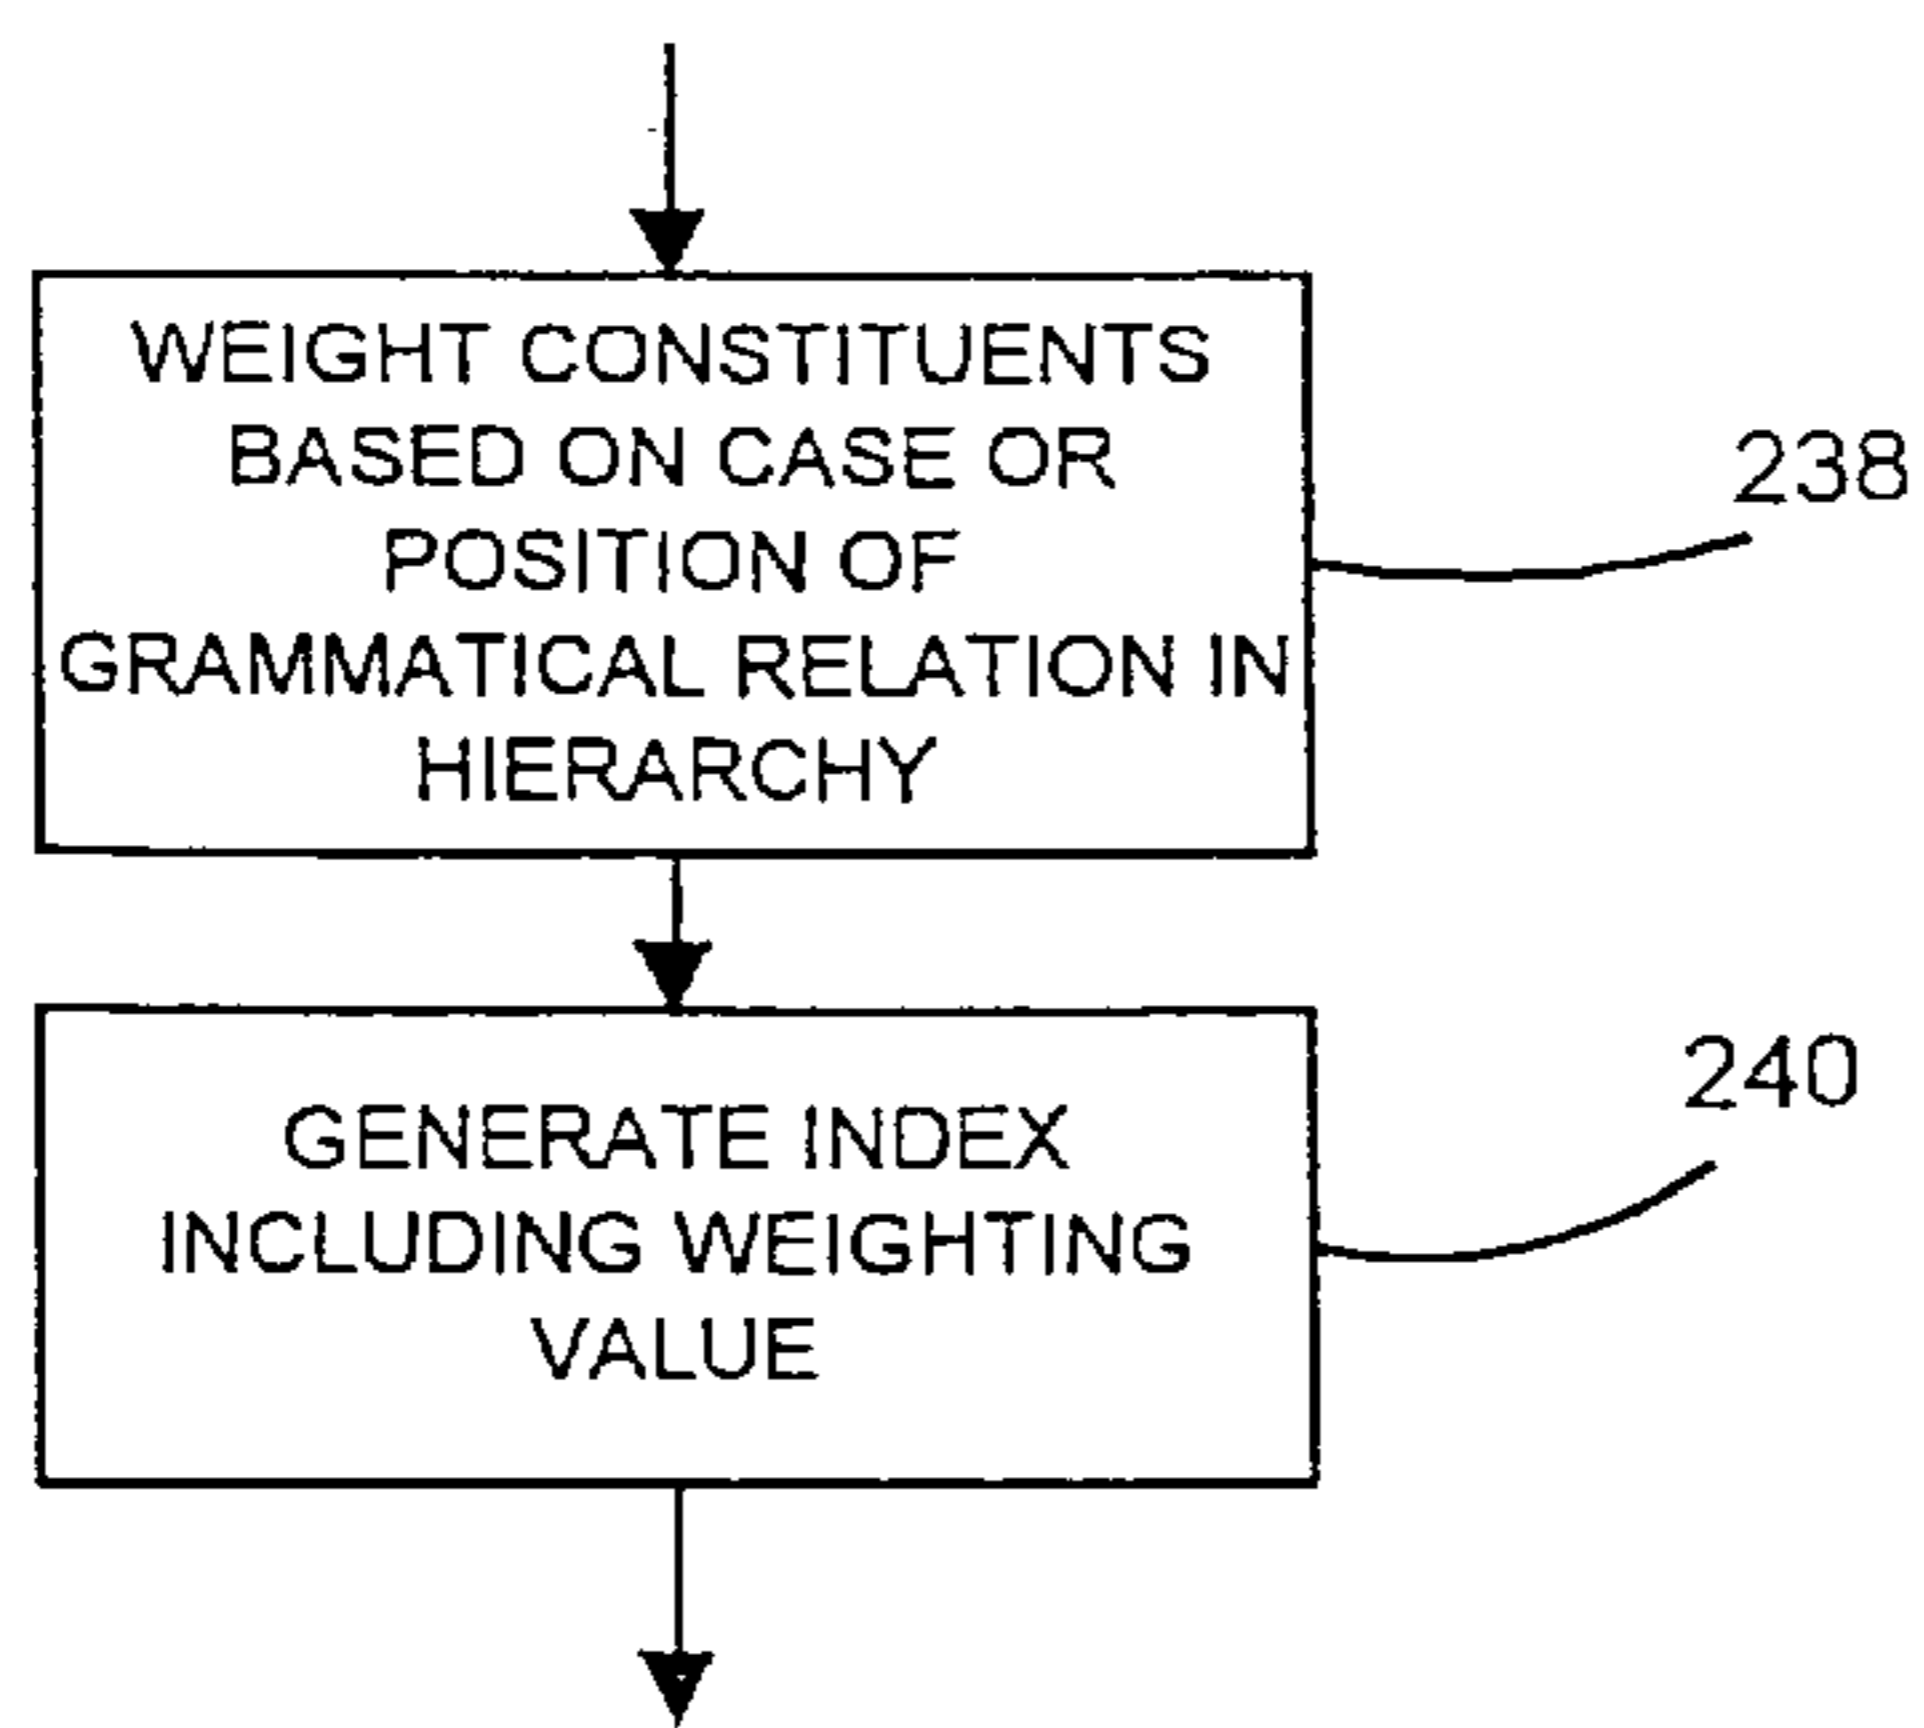 WEIGHT CONSTITUENTS
BASED ON CASE OR
POSITION OF
GRAMMATICAL RELATION IN
HIERARCHY
238
GENERATE INDEX
INCLUDING WEIGHTING
VALUE
240